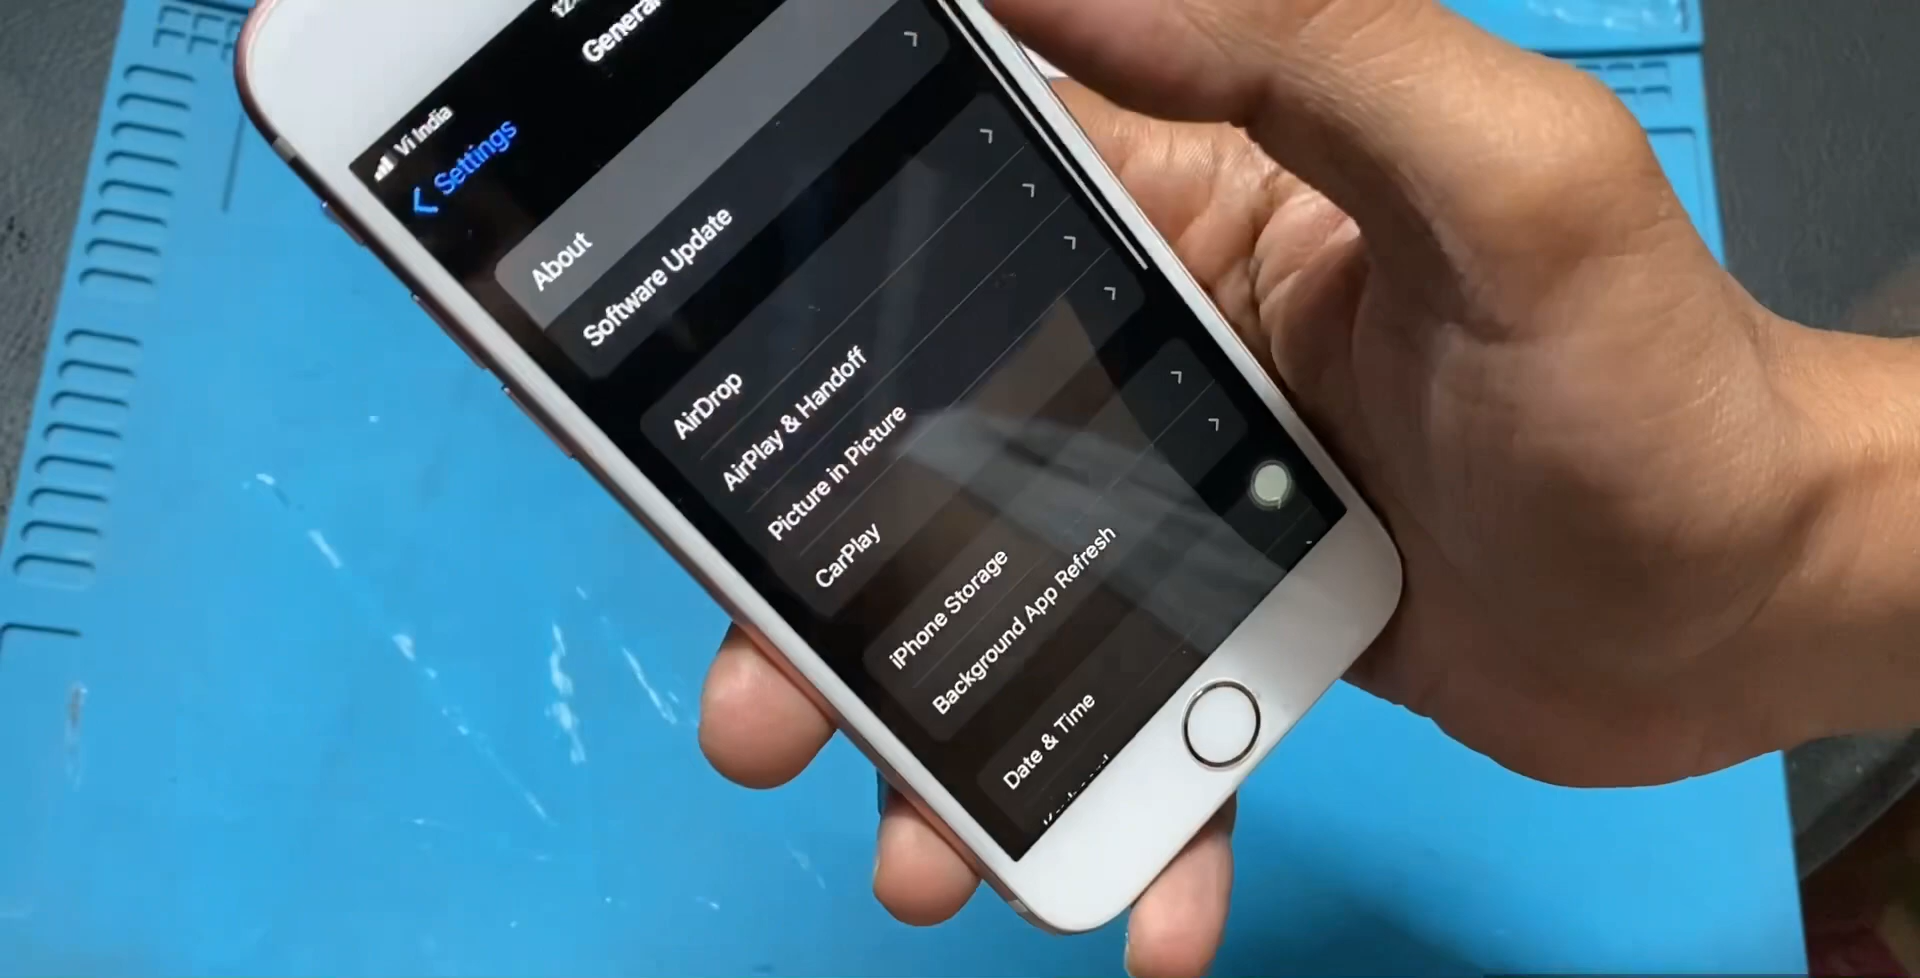 Vi India
Settings
General
About
Software Update
AirDrop
AirPlay & Handoff
Picture in Picture
CarPlay
iPhone Storage
Background App Refresh
Date & Time